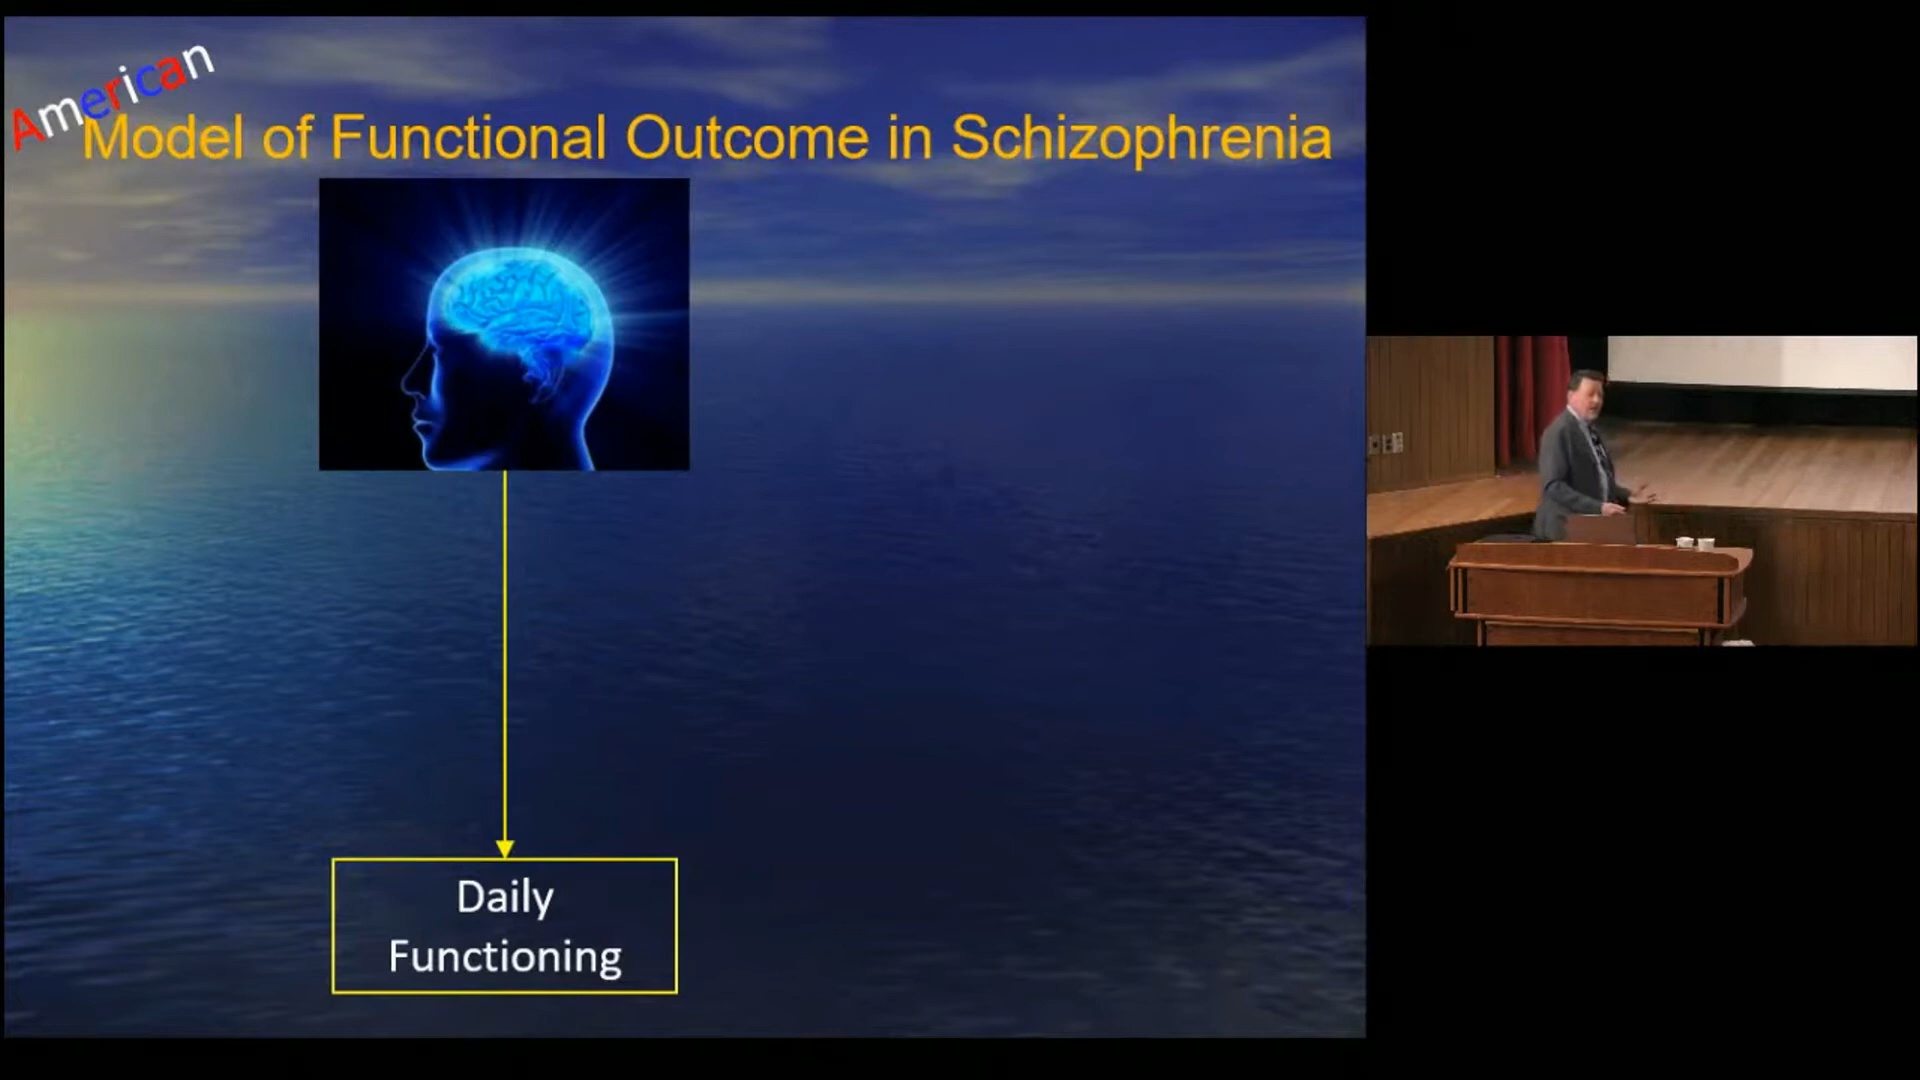 American
Model of Functional Outcome in Schizophrenia
Daily
Functioning